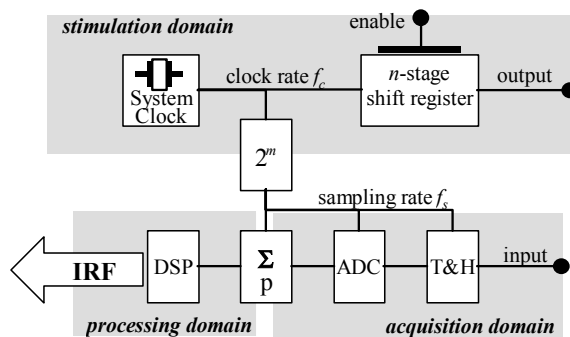 enable
stimulation domain
System
Clock
clock rate f_c
n-stage
shift register
output
2^m
sampling rate f_s
IRF
DSP
Σ
p
ADC
T&H
input
processing domain
acquisition domain